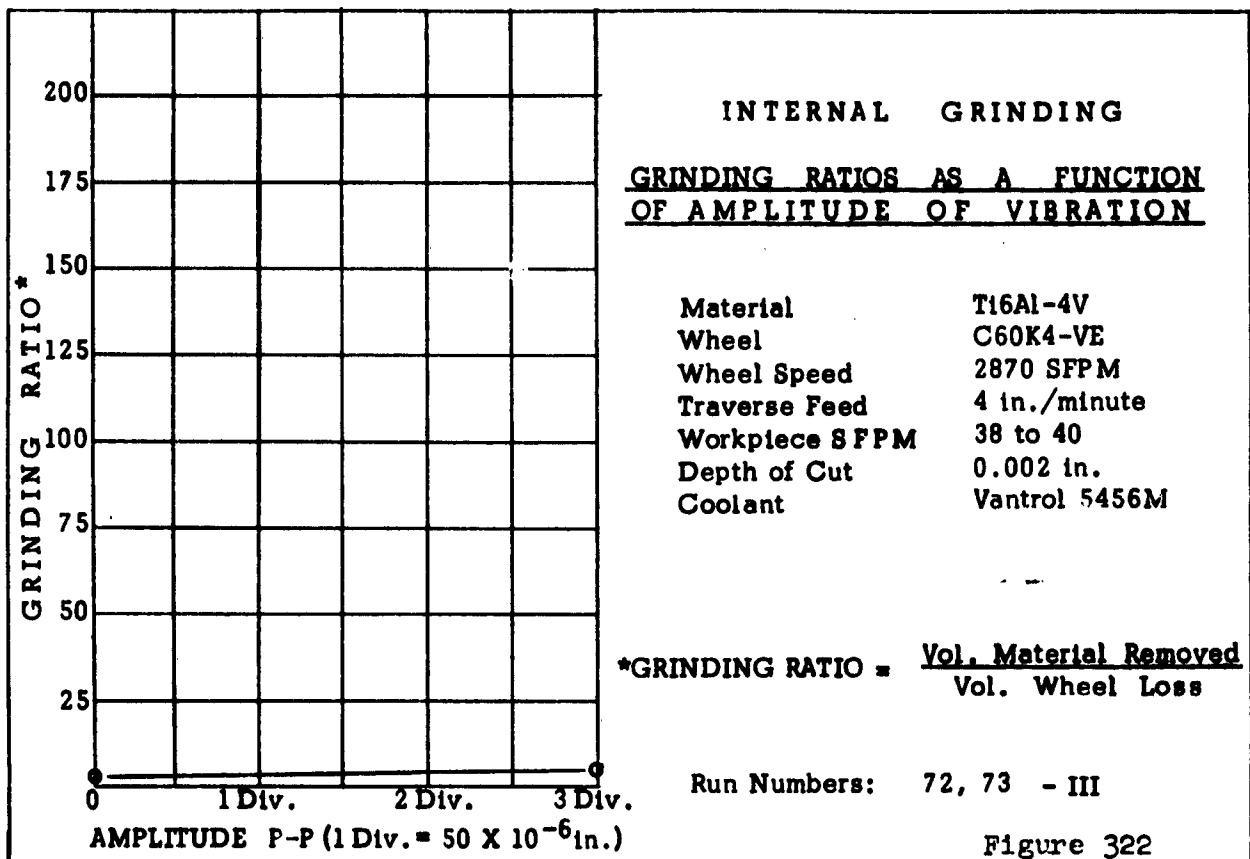 200
175
150
125
100
75
50
25
0 1 Div. 2 Div. 3 Div.
GRINDING RATIO*
AMPLITUDE P-P (1 Div. = 50 X 10⁻⁶ in.)
INTERNAL GRINDING
GRINDING RATIOS AS A FUNCTION
OF AMPLITUDE OF VIBRATION
Material Ti6Al-4V
Wheel C60K4-VE
Wheel Speed 2870 SFPM
Traverse Feed 4 in./minute
Workpiece SFPM 38 to 40
Depth of Cut 0.002 in.
Coolant Vantrol 5456M
*GRINDING RATIO = Vol. Material Removed
Vol. Wheel Loss
Run Numbers: 72, 73 - III
Figure 322